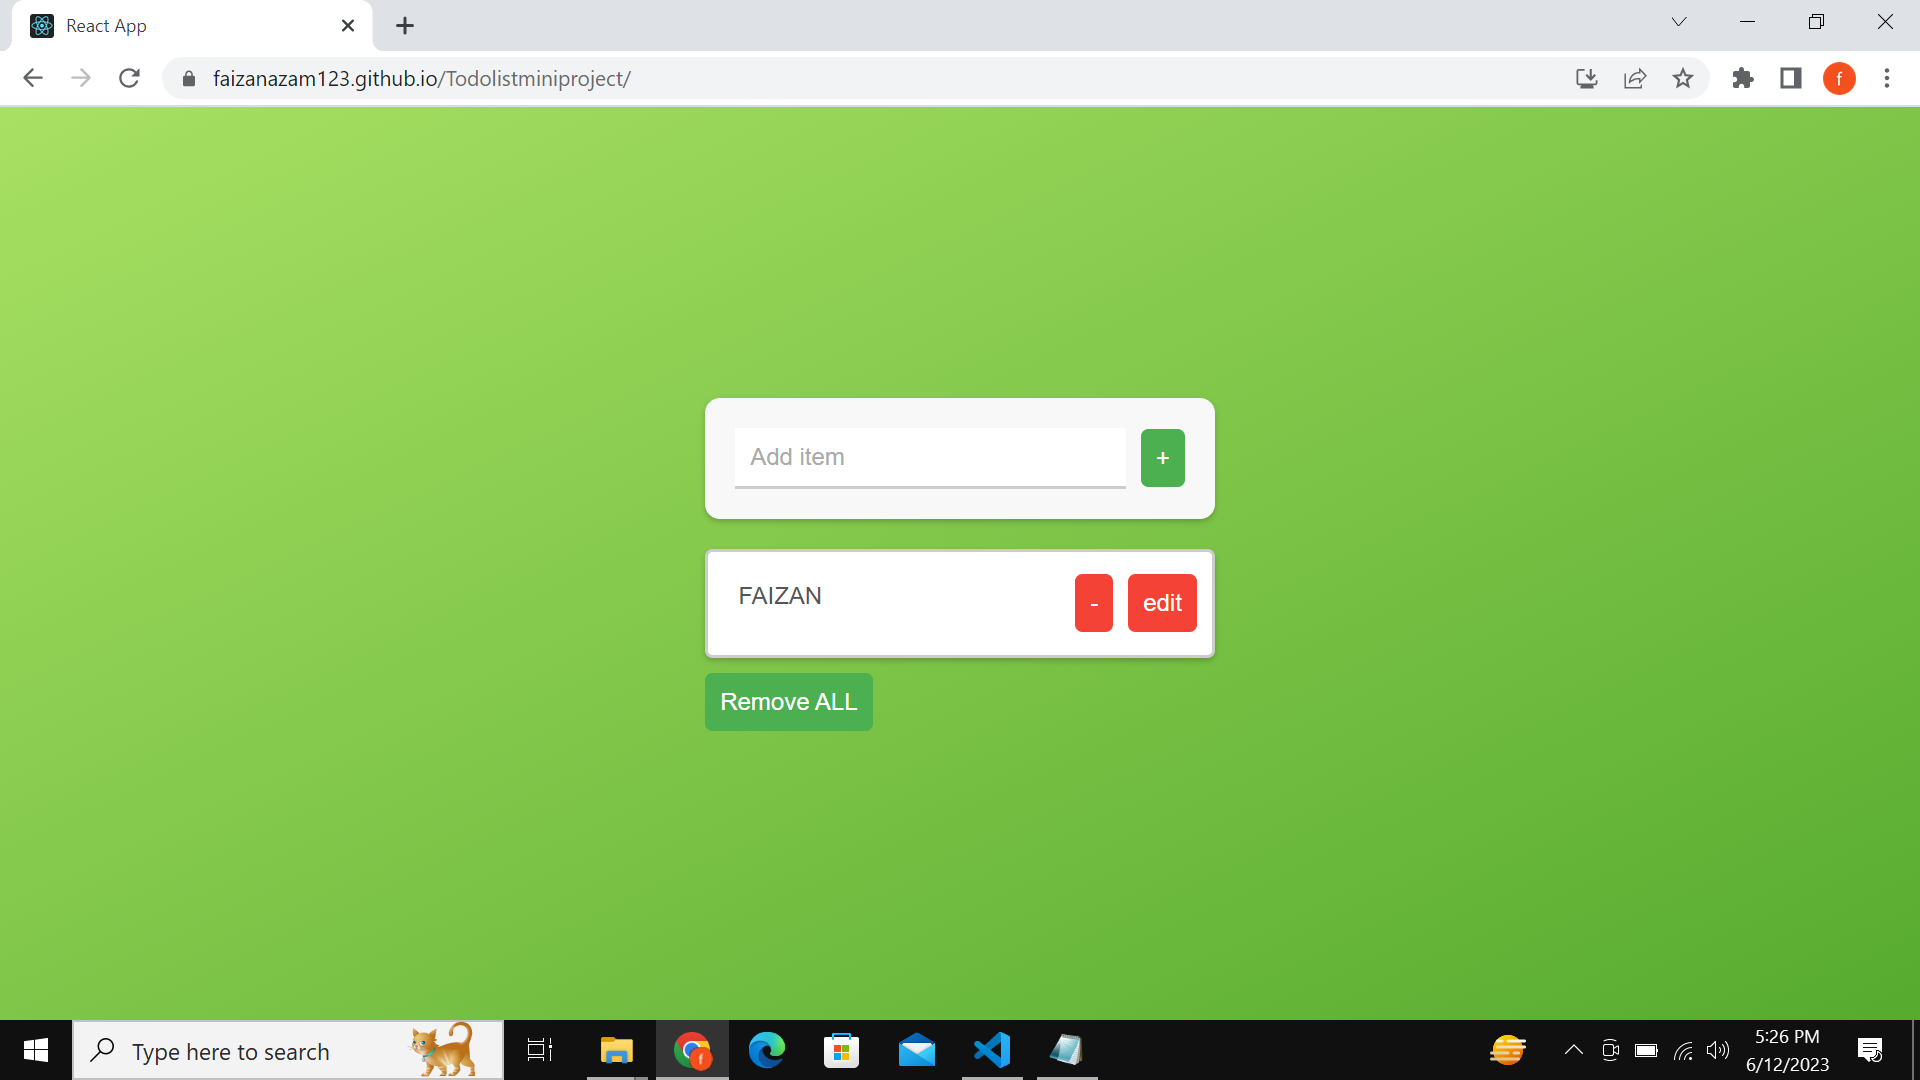 React App
faizanazam123.github.io/Todolistminiproject/
f
Add item
+
FAIZAN
-
edit
Remove ALL
Type here to search
f
5:26 PM
6/12/2023